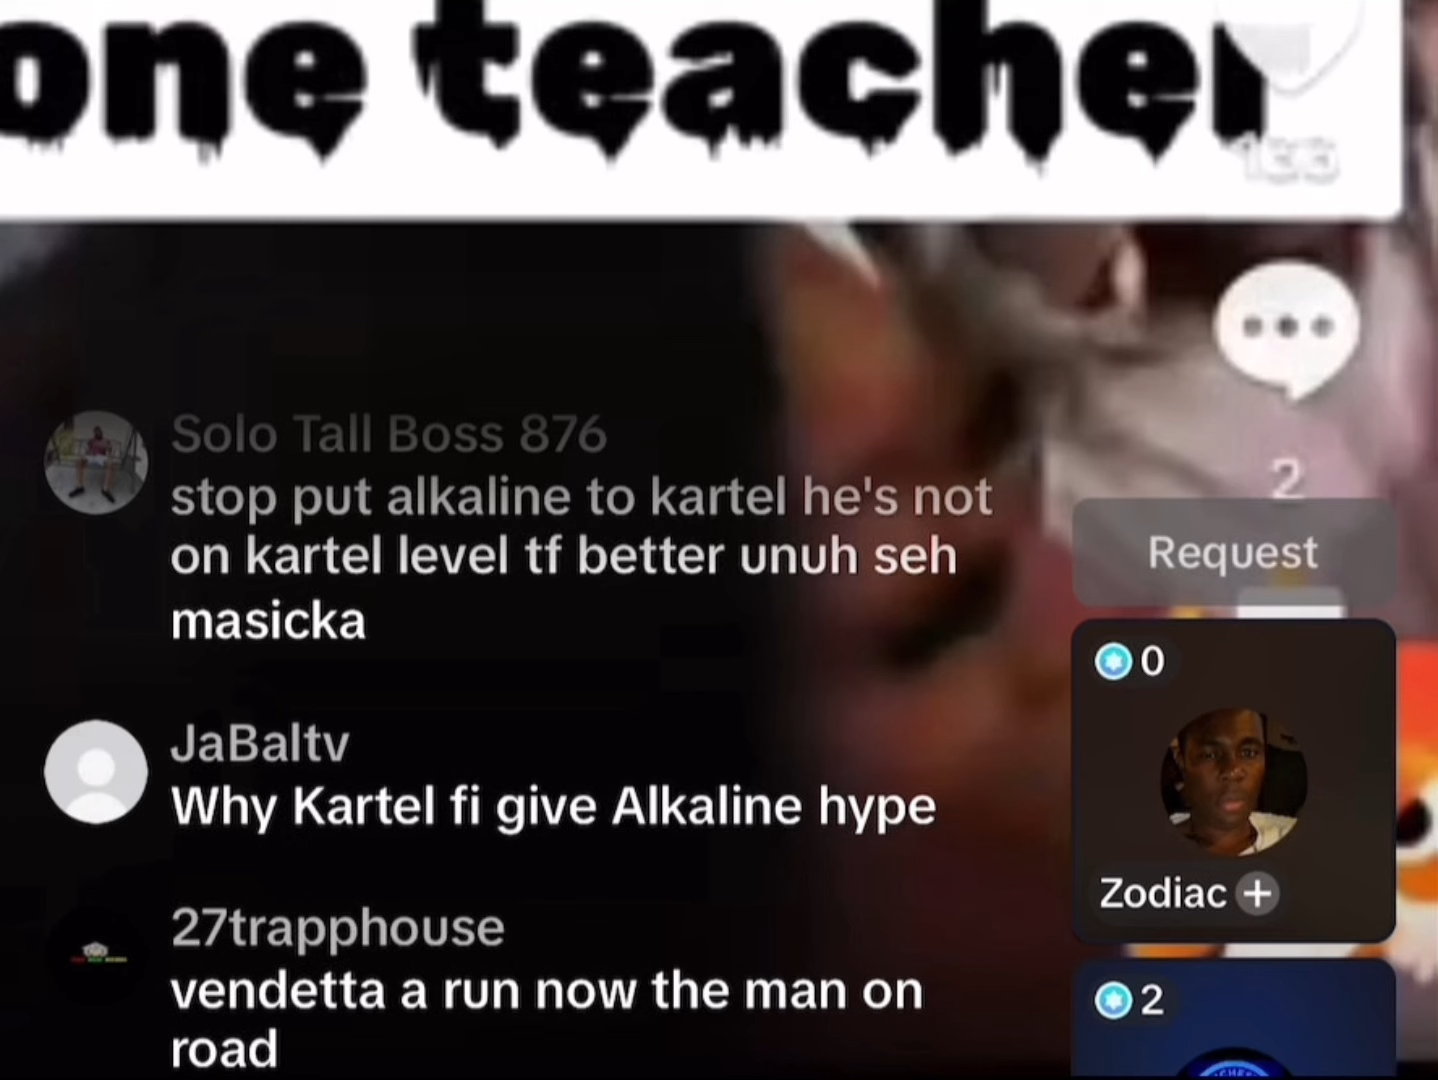 one teacher
133
2
Solo Tall Boss 876
stop put alkaline to kartel he's not
on kartel level tf better unuh seh
masicka
Request
0
JaBaltv
Why Kartel fi give Alkaline hype
Zodiac
27trapphouse
vendetta a run now the man on
road
2